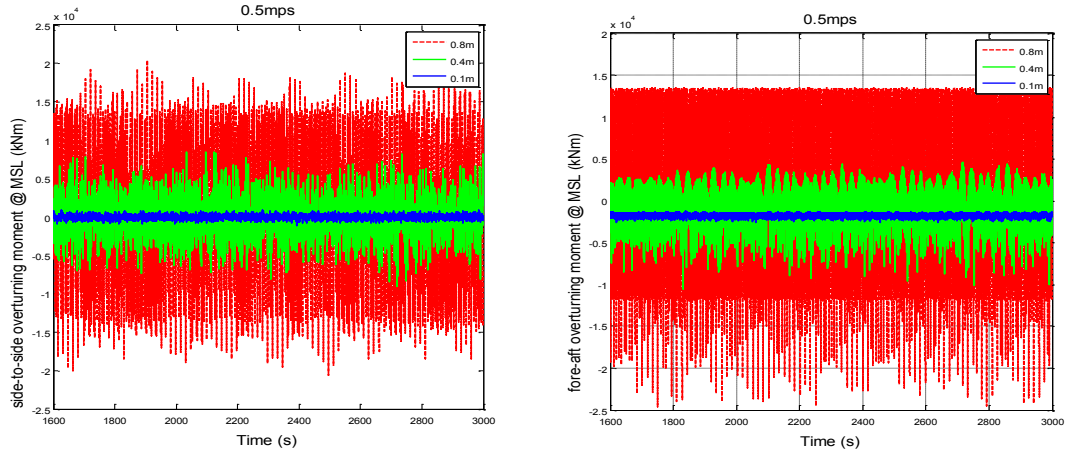 0.5mps
x 10⁴
2.5
2
1.5
1
0.5
0
-0.5
-1
-1.5
-2
-2.5
side-to-side overturning moment @ MSL (kNm)
0.8m
0.4m
0.1m
1600 1800 2000 2200 2400 2600 2800 3000
Time (s)
0.5mps
x 10⁴
2
1.5
1
0.5
0
-0.5
-1
-1.5
-2
-2.5
fore-aft overturning moment @ MSL (kNm)
0.8m
0.4m
0.1m
1600 1800 2000 2200 2400 2600 2800 3000
Time (s)